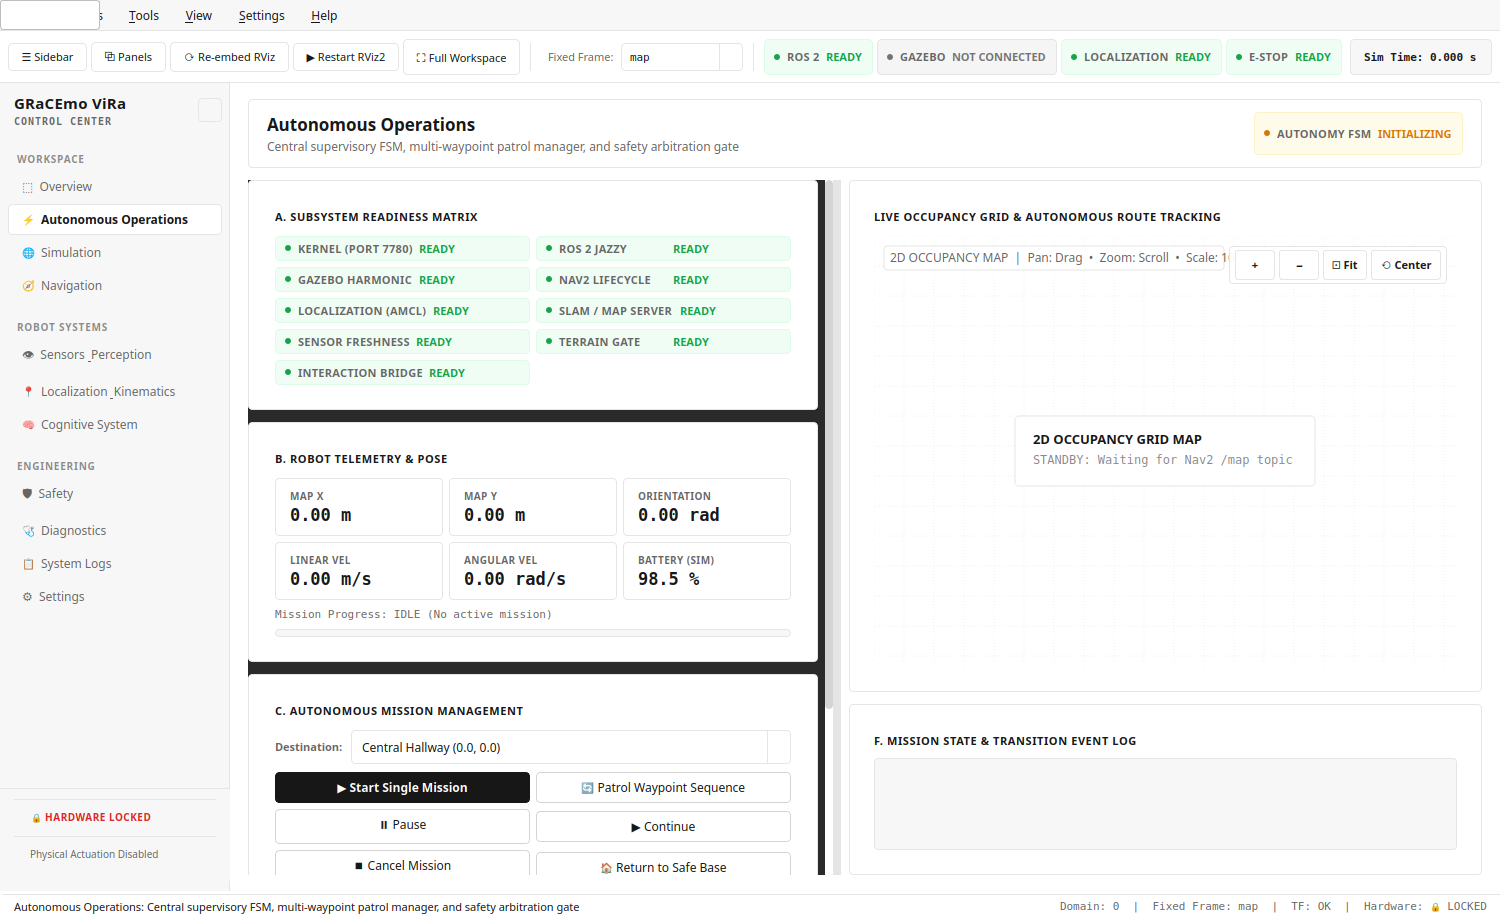 Tools View Settings Help
☰ Sidebar Panels Re-embed RViz ▶ Restart RViz2 Full Workspace Fixed Frame: map ROS 2 READY GAZEBO NOT CONNECTED LOCALIZATION READY E-STOP READY Sim Time: 0.000 s
GRaCEmo ViRa
CONTROL CENTER
WORKSPACE
Overview
Autonomous Operations
Simulation
Navigation
ROBOT SYSTEMS
Sensors _Perception
Localization _Kinematics
Cognitive System
ENGINEERING
Safety
Diagnostics
System Logs
Settings
HARDWARE LOCKED
Physical Actuation Disabled
Autonomous Operations
Central supervisory FSM, multi-waypoint patrol manager, and safety arbitration gate
AUTONOMY FSM INITIALIZING
A. SUBSYSTEM READINESS MATRIX
KERNEL (PORT 7780) READY ROS 2 JAZZY READY
GAZEBO HARMONIC READY NAV2 LIFECYCLE READY
LOCALIZATION (AMCL) READY SLAM / MAP SERVER READY
SENSOR FRESHNESS READY TERRAIN GATE READY
INTERACTION BRIDGE READY
B. ROBOT TELEMETRY & POSE
MAP X MAP Y ORIENTATION
0.00 m 0.00 m 0.00 rad
LINEAR VEL ANGULAR VEL BATTERY (SIM)
0.00 m/s 0.00 rad/s 98.5 %
Mission Progress: IDLE (No active mission)
C. AUTONOMOUS MISSION MANAGEMENT
Destination: Central Hallway (0.0, 0.0)
▶ Start Single Mission Patrol Waypoint Sequence
⏸ Pause ▶ Continue
⏹ Cancel Mission Return to Safe Base
LIVE OCCUPANCY GRID & AUTONOMOUS ROUTE TRACKING
2D OCCUPANCY MAP | Pan: Drag • Zoom: Scroll • Scale:
+ − Fit Center
2D OCCUPANCY GRID MAP
STANDBY: Waiting for Nav2 /map topic
F. MISSION STATE & TRANSITION EVENT LOG
Autonomous Operations: Central supervisory FSM, multi-waypoint patrol manager, and safety arbitration gate
Domain: 0 | Fixed Frame: map | TF: OK | Hardware: LOCKED